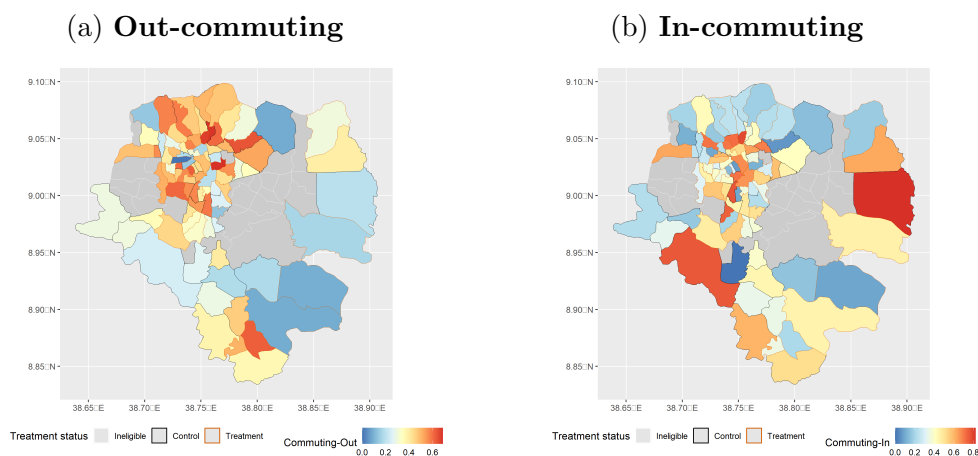 (a) Out-commuting
9.10□N
9.05□N
9.00□N
8.95□N
8.90□N
8.85□N
38.65□E 38.70□E 38.75□E 38.80□E 38.85□E 38.90□E
Treatment status Ineligible Control Treatment Commuting-Out
0.0 0.2 0.4 0.6
(b) In-commuting
9.10□N
9.05□N
9.00□N
8.95□N
8.90□N
8.85□N
38.65□E 38.70□E 38.75□E 38.80□E 38.85□E 38.90□E
Treatment status Ineligible Control Treatment Commuting-In
0.0 0.2 0.4 0.6